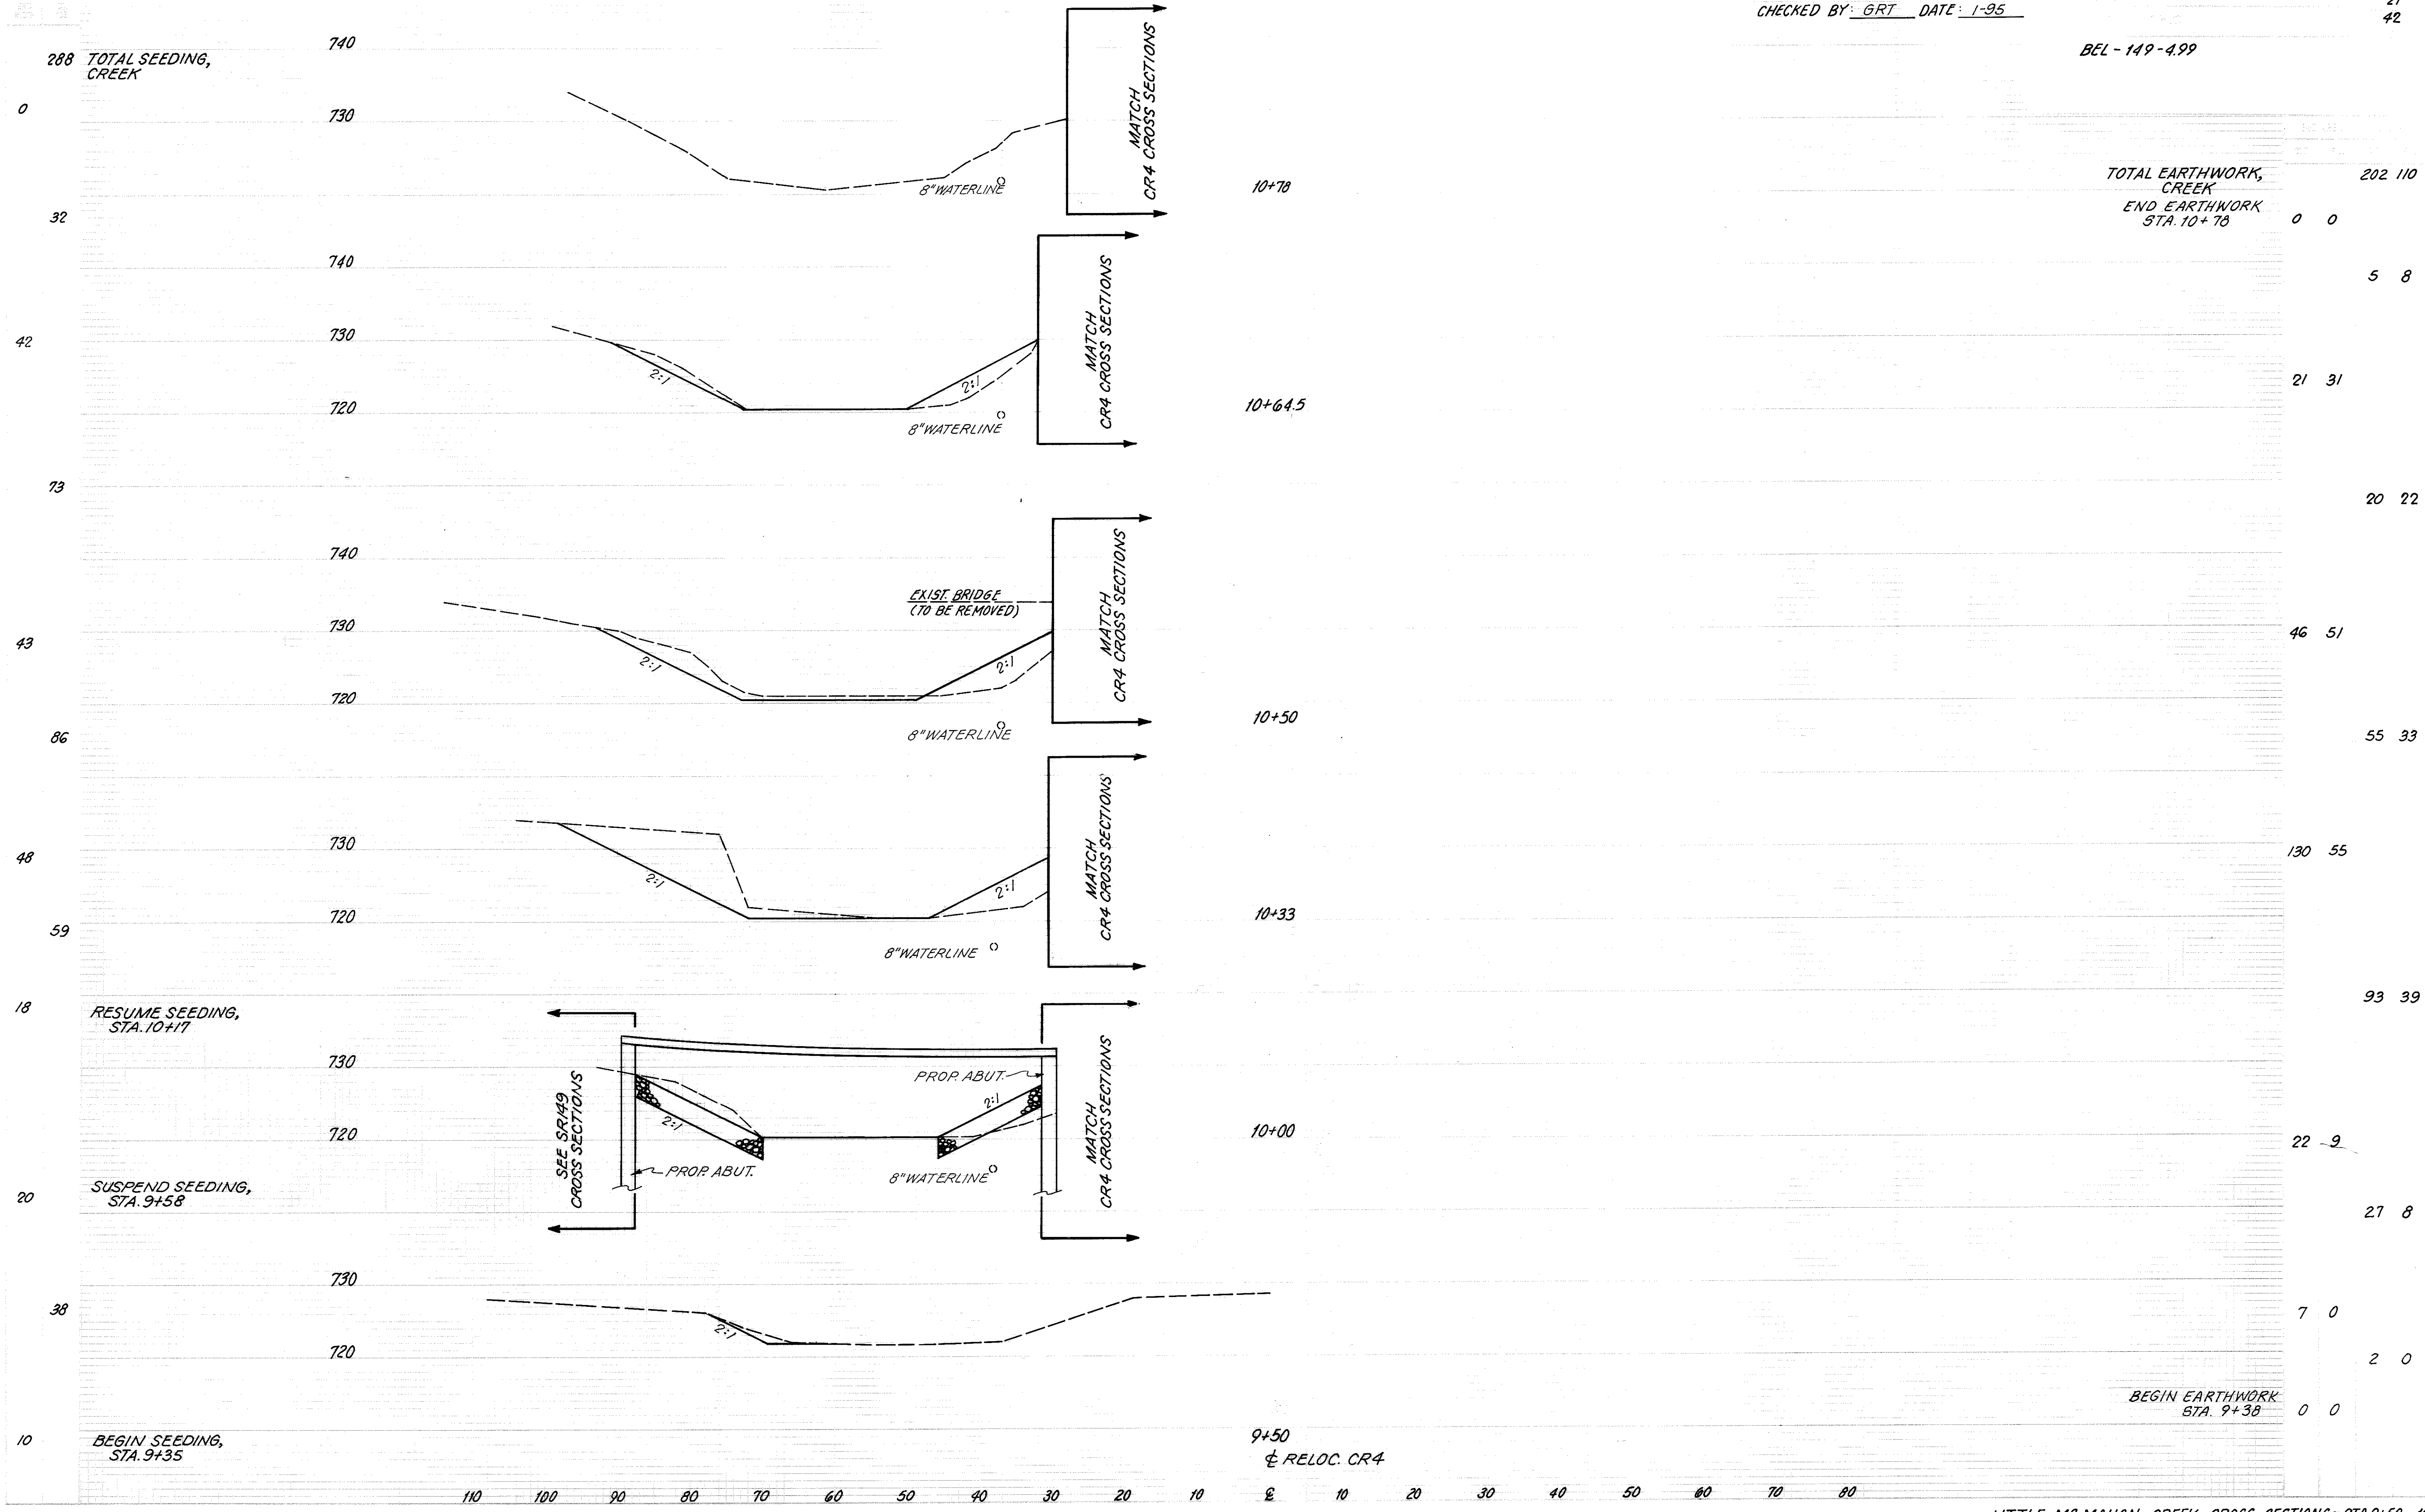 CHECKED BY: GRT DATE: 1-95
42
BEL-149-4.99
288 TOTAL SEEDING,
CREEK
740
0
730
MATCH
CR4 CROSS SECTIONS
8"WATERLINE
10+78
TOTAL EARTHWORK, 202 110
CREEK
END EARTHWORK
STA. 10+78 0 0
32
740
5 8
42
730
2:1
2:1
MATCH
CR4 CROSS SECTIONS
21 31
720
8"WATERLINE
10+64.5
73
20 22
740
EXIST. BRIDGE
(TO BE REMOVED)
MATCH
CR4 CROSS SECTIONS
43
730
2:1
2:1
46 51
720
8"WATERLINE
10+50
86
55 33
730
48
2:1
2:1
MATCH
CR4 CROSS SECTIONS
130 55
720
10+33
59
8"WATERLINE
18
RESUME SEEDING,
STA.10+17
93 39
730
PROP. ABUT.
2:1
2:1
SEE SR149
CROSS SECTIONS
MATCH
CR4 CROSS SECTIONS
720
10+00
22 9
PROP. ABUT.
8"WATERLINE
20
SUSPEND SEEDING,
STA. 9+58
27 8
730
38
2:1
7 0
720
2 0
BEGIN EARTHWORK
STA. 9+38 0 0
10
BEGIN SEEDING,
STA.9+35
9+50
℄ RELOC. CR4
110 100 90 80 70 60 50 40 30 20 10 ℄ 10 20 30 40 50 60 70 80